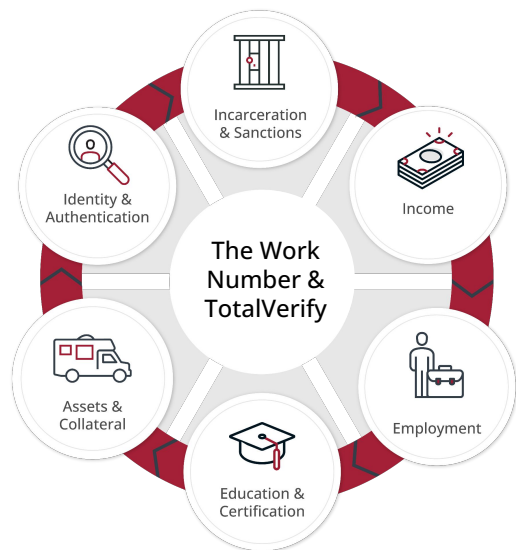 Incarceration
& Sanctions
Identity &
Authentication
Income
The Work
Number &
TotalVerify
Assets &
Collateral
Employment
Education &
Certification